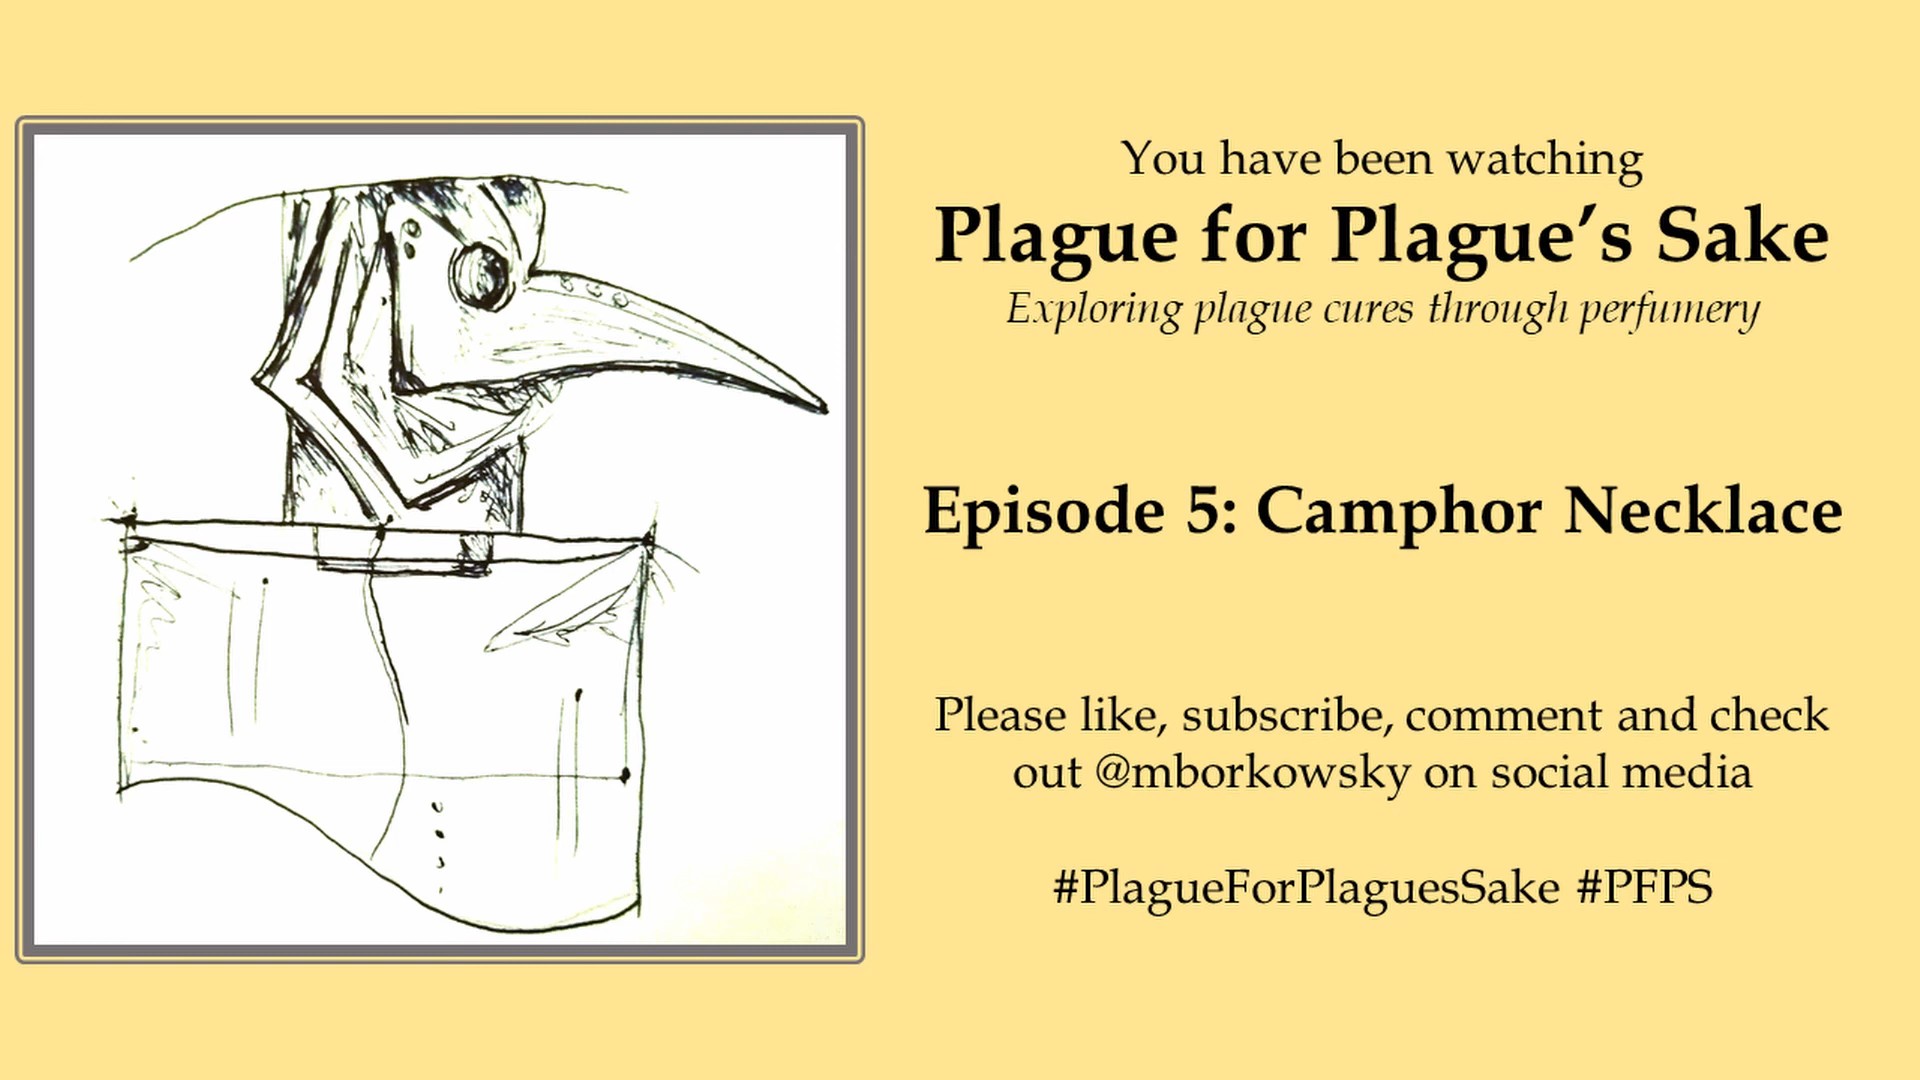 You have been watching
Plague for Plague’s Sake
Exploring plague cures through perfumery
Episode 5: Camphor Necklace
Please like, subscribe, comment and check
out @mborkowsky on social media
#PlagueForPlaguesSake #PFPS